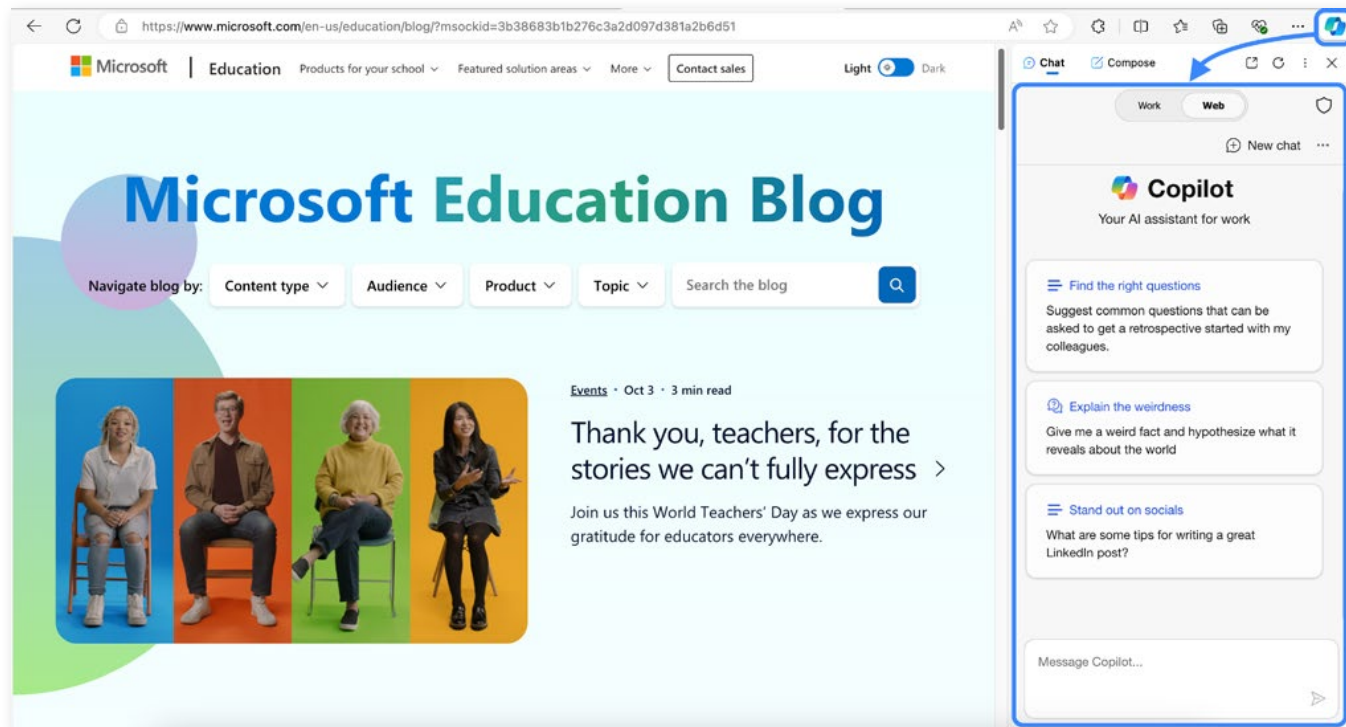 https://www.microsoft.com/en-us/education/blog/?msockid=3b38683b1b276c3a2d097d381a2b6d51
Microsoft | Education Products for your school Featured solution areas More Contact sales Light Dark
Microsoft Education Blog
Navigate blog by: Content type Audience Product Topic Search the blog
Events · Oct 3 · 3 min read
Thank you, teachers, for the
stories we can't fully express
Join us this World Teachers' Day as we express our
gratitude for educators everywhere.
Chat Compose
Work Web
New chat
Copilot
Your AI assistant for work
Find the right questions
Suggest common questions that can be
asked to get a retrospective started with my
colleagues.
Explain the weirdness
Give me a weird fact and hypothesize what it
reveals about the world
Stand out on socials
What are some tips for writing a great
LinkedIn post?
Message Copilot...